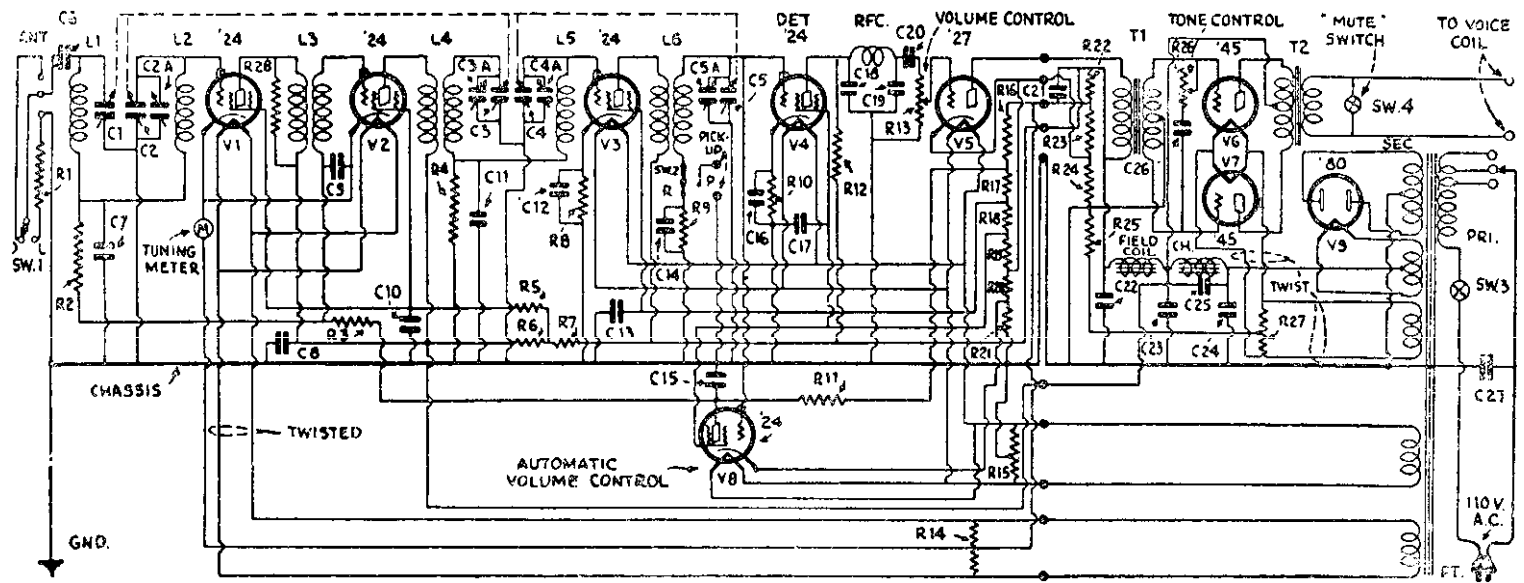 ANT
C6
L1
C2A
L2
'24
R28
L3
'24
L4
C3A
C4A
L5
'24
L6
C5A
C5
DET
'24
RFC.
C20
VOLUME CONTROL
'27
R22
T1
TONE CONTROL
R26
'45
T2
"MUTE"
SWITCH
TO VOICE
COIL
C1
C2
V1
C9
V2
C3
C4
V3
PICK-
UP
V4
C18
C19
R13
V5
R16
R23
C26
V6
V7
SW.4
SEC
R1
SW.1
R2
C7
TUNING
METER
M
R4
C11
C12
R8
SW.2
R
P
R9
C14
C16
R10
C17
R12
R17
R18
R24
R25
FIELD
COIL
CH.
'45
'80
V9
PRI.
SW.3
C10
R5
R6
R7
C8
C13
R21
C22
C23
C25
C24
TWIST
R27
CHASSIS
C15
R11
C27
TWISTED
'24
AUTOMATIC
VOLUME CONTROL
V8
R15
GND.
R14
110 V.
A.C.
P.T.